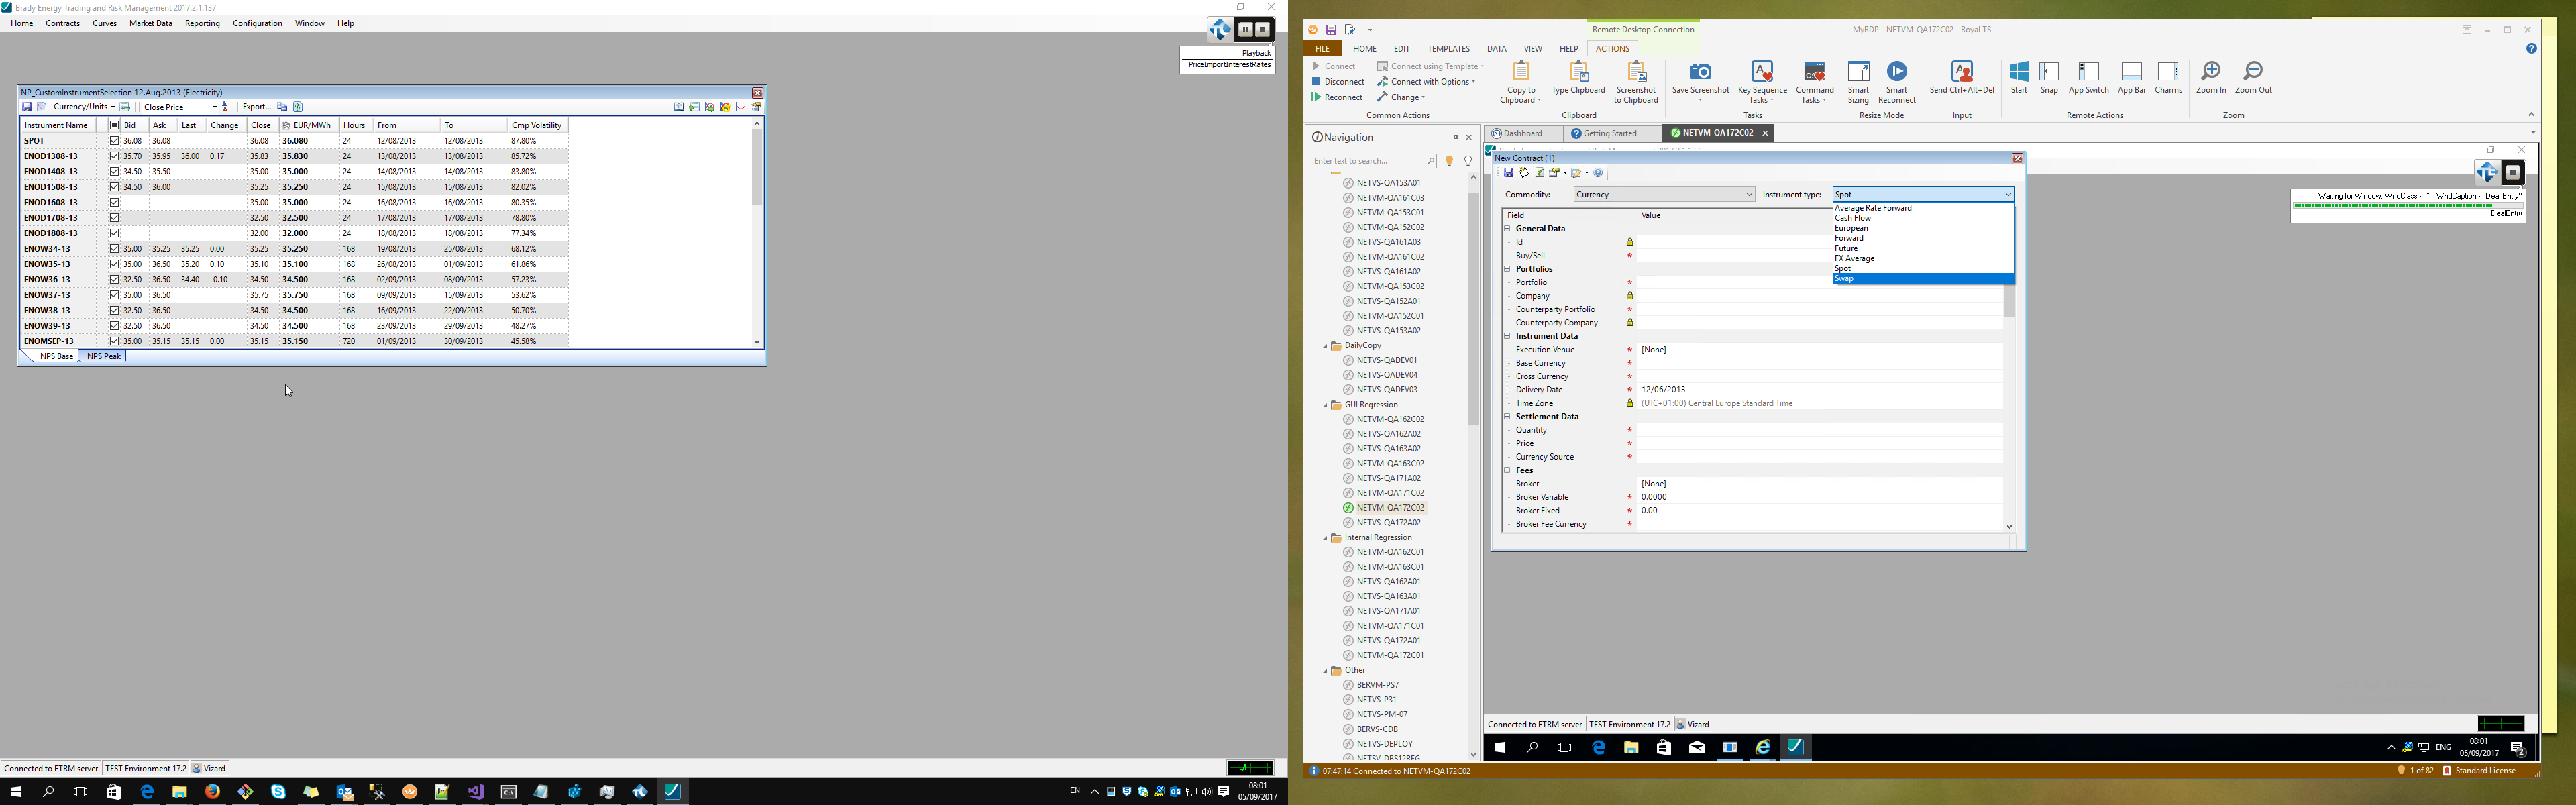 Brady Energy Trading and Risk Management 2017.2.1.137
Home Contracts Curves Market Data Reporting Configuration Window Help
Playback
PriceImportInterestRates
NP_CustomInstrumentSelection 12.Aug.2013 (Electricity)
Currency/Units Close Price Export...
Instrument Name Bid Ask Last Change Close EUR/MWh Hours From To Cmp Volatility
SPOT 36.08 36.08 36.08 36.080 24 12/08/2013 12/08/2013 87.80%
ENOD1308-13 35.70 35.95 36.00 0.17 35.83 35.830 24 13/08/2013 13/08/2013 85.72%
ENOD1408-13 34.50 35.50 35.00 35.000 24 14/08/2013 14/08/2013 83.80%
ENOD1508-13 34.50 36.00 35.25 35.250 24 15/08/2013 15/08/2013 82.02%
ENOD1608-13 35.00 35.000 24 16/08/2013 16/08/2013 80.35%
ENOD1708-13 32.50 32.500 24 17/08/2013 17/08/2013 78.80%
ENOD1808-13 32.00 32.000 24 18/08/2013 18/08/2013 77.34%
ENOW34-13 35.00 35.25 35.25 0.00 35.25 35.250 168 19/08/2013 25/08/2013 68.12%
ENOW35-13 35.00 36.50 35.20 0.10 35.10 35.100 168 26/08/2013 01/09/2013 61.86%
ENOW36-13 32.50 36.50 34.40 -0.10 34.50 34.500 168 02/09/2013 08/09/2013 57.23%
ENOW37-13 35.00 36.50 35.75 35.750 168 09/09/2013 15/09/2013 53.62%
ENOW38-13 32.50 36.50 34.50 34.500 168 16/09/2013 22/09/2013 50.70%
ENOW39-13 32.50 36.50 34.50 34.500 168 23/09/2013 29/09/2013 48.27%
ENOMSEP-13 35.00 35.15 35.15 0.00 35.15 35.150 720 01/09/2013 30/09/2013 45.58%
NPS Base NPS Peak
Connected to ETRM server TEST Environment 17.2 Vizard
EN 08:01
05/09/2017
Remote Desktop Connection MyRDP - NETVM-QA172C02 - Royal TS
FILE HOME EDIT TEMPLATES DATA VIEW HELP ACTIONS
Connect
Disconnect
Reconnect
Connect using Template
Connect with Options
Change
Common Actions
Copy to Clipboard
Type Clipboard
Screenshot to Clipboard
Clipboard
Save Screenshot
Key Sequence Tasks
Command Tasks
Tasks
Smart Sizing
Smart Reconnect
Resize Mode
Send Ctrl+Alt+Del
Input
Start Snap App Switch App Bar Charms
Remote Actions
Zoom In Zoom Out
Zoom
Navigation
Enter text to search...
NETVS-QA153A01
NETVM-QA161C03
NETVM-QA153C01
NETVM-QA152C02
NETVS-QA161A03
NETVM-QA161C02
NETVS-QA161A02
NETVM-QA153C02
NETVS-QA152A01
NETVM-QA152C01
NETVS-QA153A02
DailyCopy
NETVS-QADEV01
NETVS-QADEV04
NETVS-QADEV03
GUI Regression
NETVM-QA162C02
NETVS-QA162A02
NETVS-QA163A02
NETVM-QA163C02
NETVS-QA171A02
NETVM-QA171C02
NETVM-QA172C02
NETVS-QA172A02
Internal Regression
NETVM-QA162C01
NETVM-QA163C01
NETVS-QA162A01
NETVS-QA163A01
NETVS-QA171A01
NETVM-QA171C01
NETVS-QA172A01
NETVM-QA172C01
Other
BERVM-PS7
NETVS-P31
NETVS-PM-07
BERVS-CDB
NETVS-DEPLOY
NETSV-DBS12REG
Dashboard Getting Started NETVM-QA172C02
New Contract (1)
Commodity: Currency Instrument type: Spot
Average Rate Forward
Cash Flow
European
Forward
Future
FX Average
Spot
Swap
Field Value
General Data
Id
Buy/Sell *
Portfolios
Portfolio *
Company
Counterparty Portfolio *
Counterparty Company
Instrument Data
Execution Venue * [None]
Base Currency *
Cross Currency *
Delivery Date * 12/06/2013
Time Zone (UTC+01:00) Central Europe Standard Time
Settlement Data
Quantity *
Price *
Currency Source *
Fees
Broker [None]
Broker Variable * 0.0000
Broker Fixed * 0.00
Broker Fee Currency *
Waiting for Window: WndClass - "*", WndCaption - "Deal Entry"
DealEntry
Connected to ETRM server TEST Environment 17.2 Vizard
ENG 08:01
05/09/2017
2
07:47:14 Connected to NETVM-QA172C02
1 of 82 Standard License